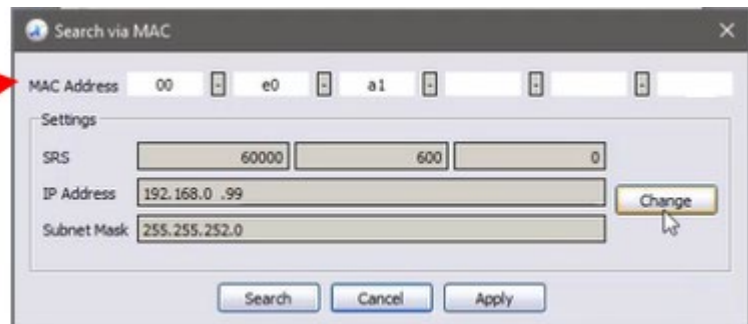 Search via MAC
MAC Address 00 - e0 - a1 - - -
Settings
SRS 60000 600 0
IP Address 192.168.0 .99
Change
Subnet Mask 255.255.252.0
Search Cancel Apply